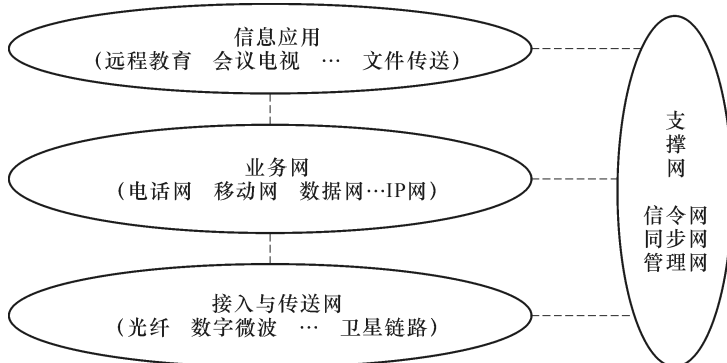 信息应用
(远程教育 会议电视 … 文件传送)
业务网
(电话网 移动网 数据网…IP网)
接入与传送网
(光纤 数字微波 … 卫星链路)
支撑网
信令网
同步网
管理网